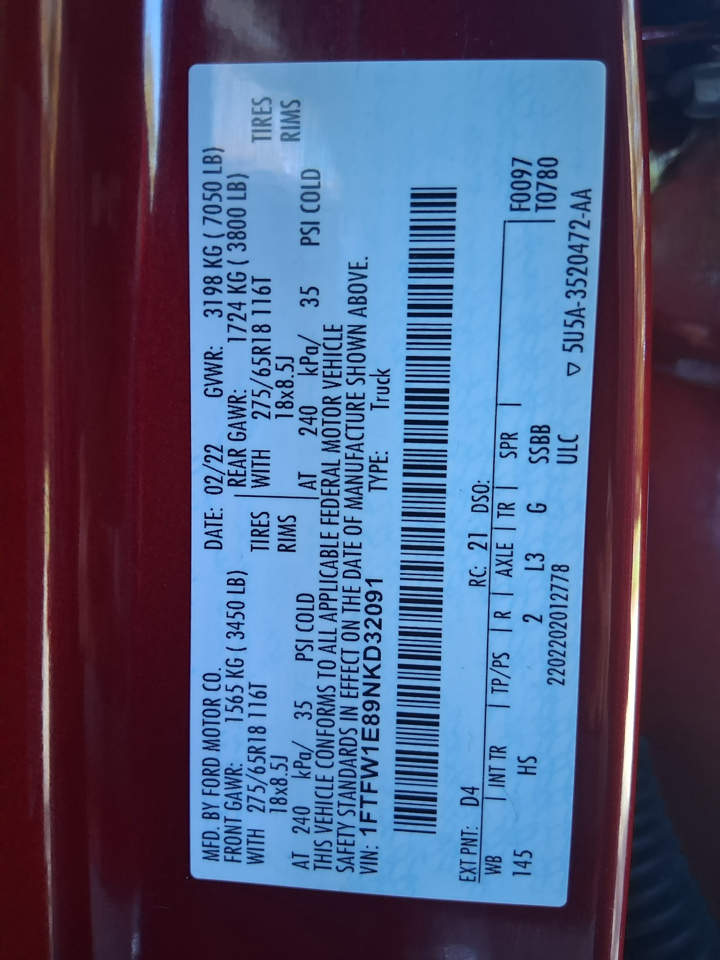 MFD. BY FORD MOTOR CO. DATE: 02/22 GVWR: 3198 KG ( 7050 LB)
FRONT GAWR: 1565 KG ( 3450 LB) REAR GAWR: 1724 KG ( 3800 LB)
WITH 275/65R18 116T TIRES WITH 275/65R18 116T TIRES
18x8.5J RIMS 18x8.5J RIMS
AT 240 kPa/ 35 PSI COLD AT 240 kPa/ 35 PSI COLD
THIS VEHICLE CONFORMS TO ALL APPLICABLE FEDERAL MOTOR VEHICLE
SAFETY STANDARDS IN EFFECT ON THE DATE OF MANUFACTURE SHOWN ABOVE.
VIN: 1FTFW1E89NKD32091 TYPE: Truck
EXT PNT: D4 RC: 21 DSO:
WB INT TR TP/PS R AXLE TR SPR F0097
145 HS 2 L3 G SSBB T0780
2202202012778 ULC
▽ 5U5A-3520472-AA